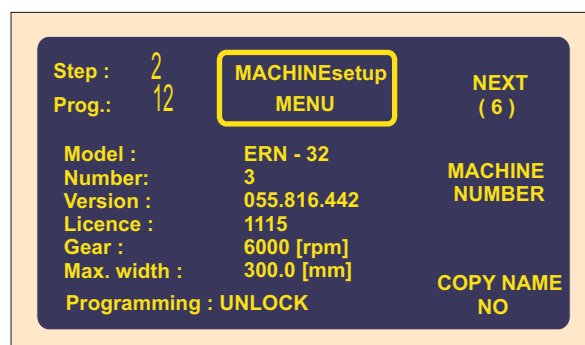 Step : 2
Prog.: 12
MACHINEsetup
MENU
NEXT
( 6 )
Model : ERN - 32
Number: 3
Version : 055.816.442
Licence : 1115
Gear : 6000 [rpm]
Max. width : 300.0 [mm]
Programming : UNLOCK
MACHINE
NUMBER
COPY NAME
NO